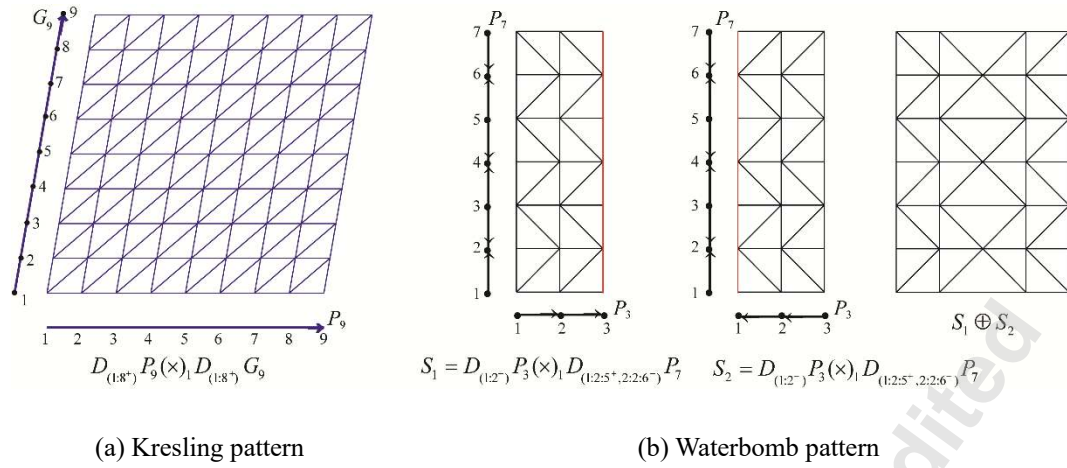 G₉
9
8
7
6
5
4
3
2
1
P₉
1 2 3 4 5 6 7 8 9
D₍₁:₈⁺₎P₉(×)₁D₍₁:₈⁺₎G₉
(a) Kresling pattern
P₇
7
6
5
4
3
2
1
P₃
1 2 3
S₁ = D₍₁:₂⁻₎P₃(×)₁D₍₁:₂:₅⁺,₂:₂:₆⁻₎P₇
P₇
7
6
5
4
3
2
1
P₃
1 2 3
S₂ = D₍₁:₂⁻₎P₃(×)₁D₍₁:₂:₅⁺,₂:₂:₆⁻₎P₇
S₁ ⊕ S₂
(b) Waterbomb pattern
dited